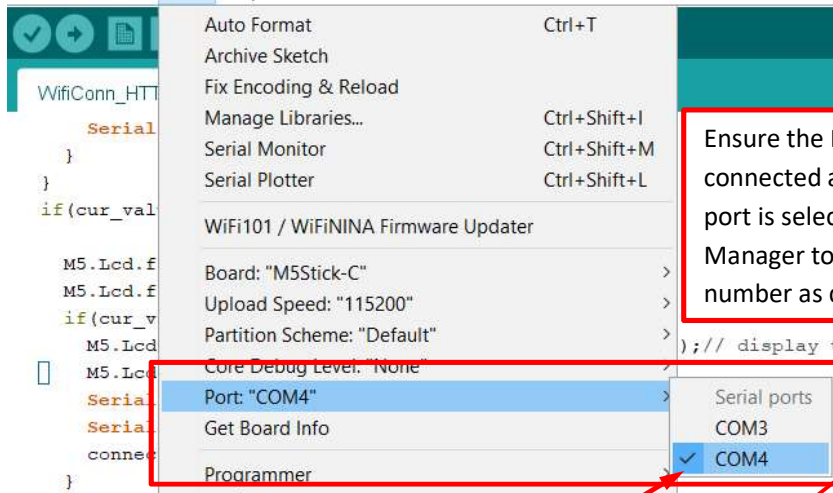 Auto Format Ctrl+T
Archive Sketch
Fix Encoding & Reload
Manage Libraries... Ctrl+Shift+I
Serial Monitor Ctrl+Shift+M
Serial Plotter Ctrl+Shift+L
WiFi101 / WiFiNINA Firmware Updater
Board: "M5Stick-C"
Upload Speed: "115200"
Partition Scheme: "Default"
Core Debug Level: "None"
Port: "COM4"
Get Board Info
Programmer
Serial ports
COM3
COM4
WifiConn_HTT
Serial
}
}
if(cur_val
M5.Lcd.f
M5.Lcd.f
if(cur_v
M5.Lcd
M5.Lcd
Serial
Serial
connec
}
);// display
Ensure the
connected
port is selec
Manager to
number as